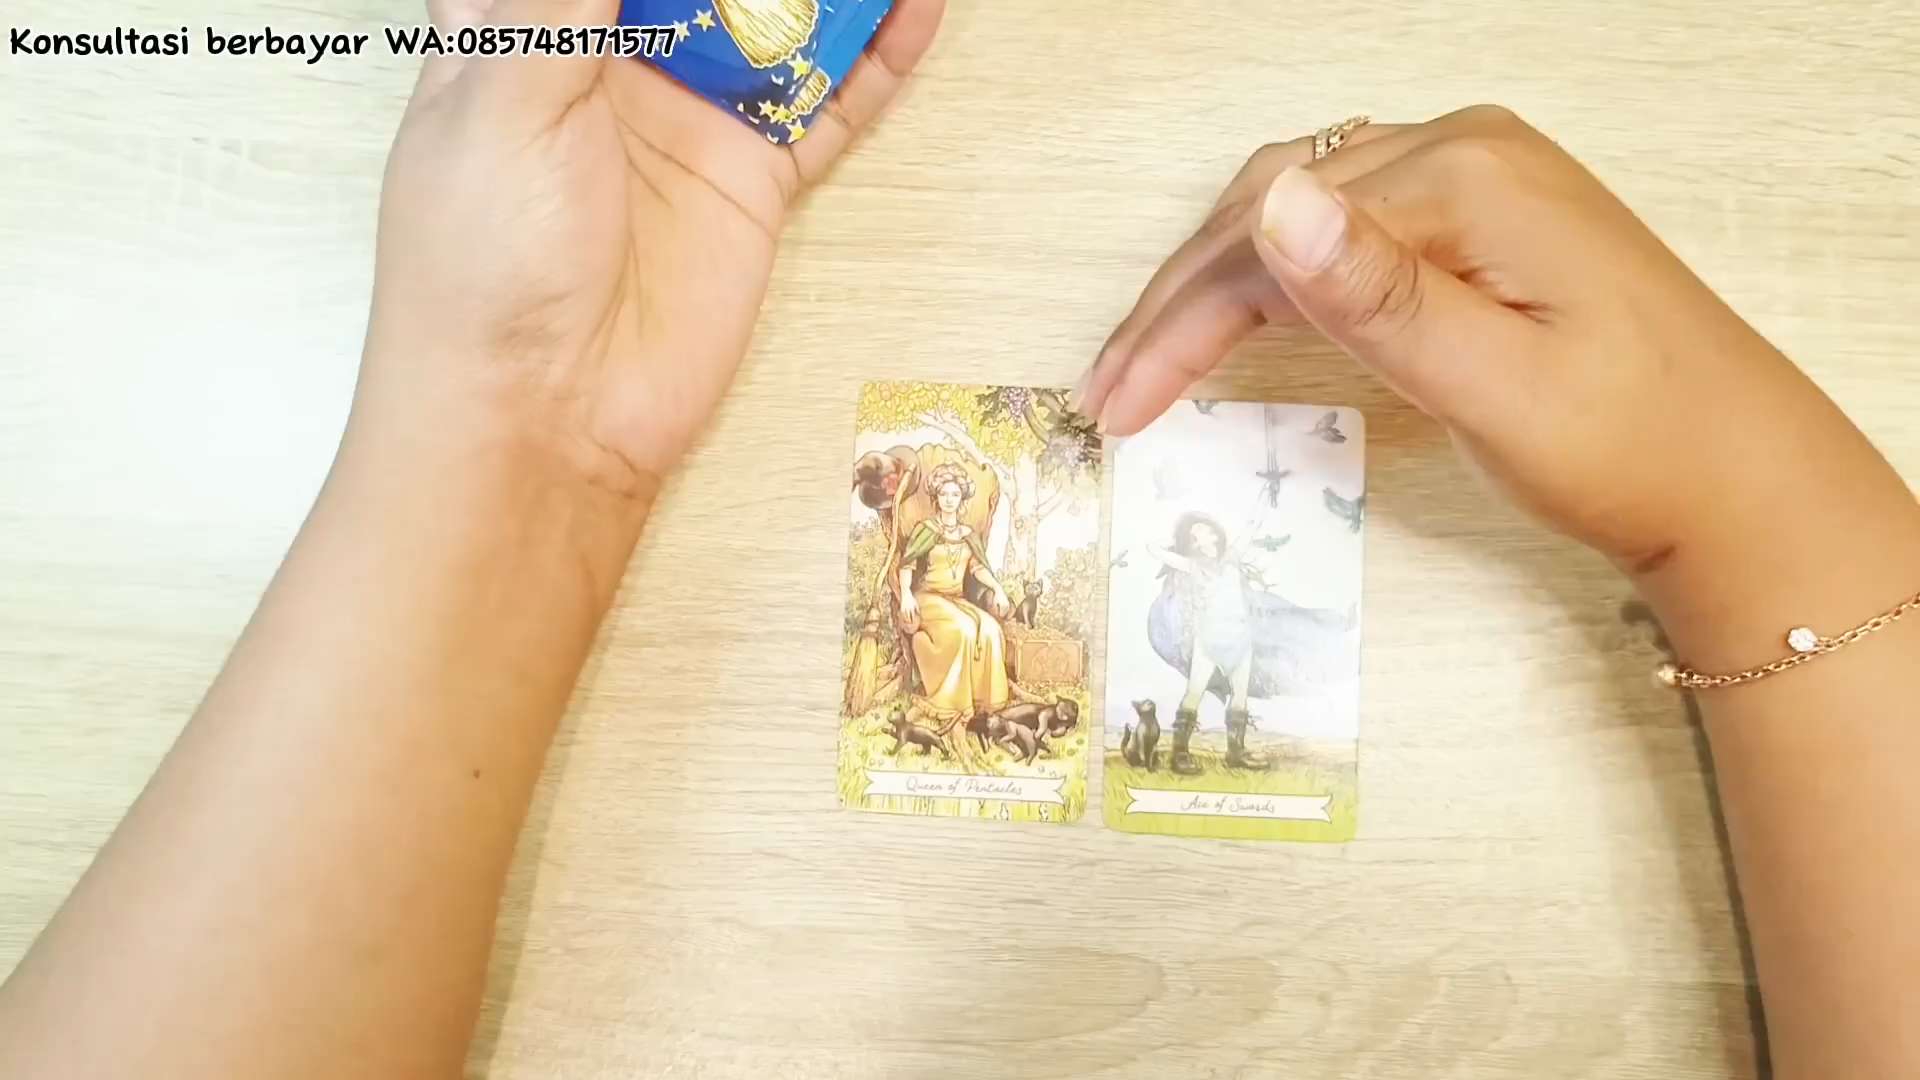 Konsultasi berbayar WA:085748171577
Queen of Pentacles
Ace of Swords